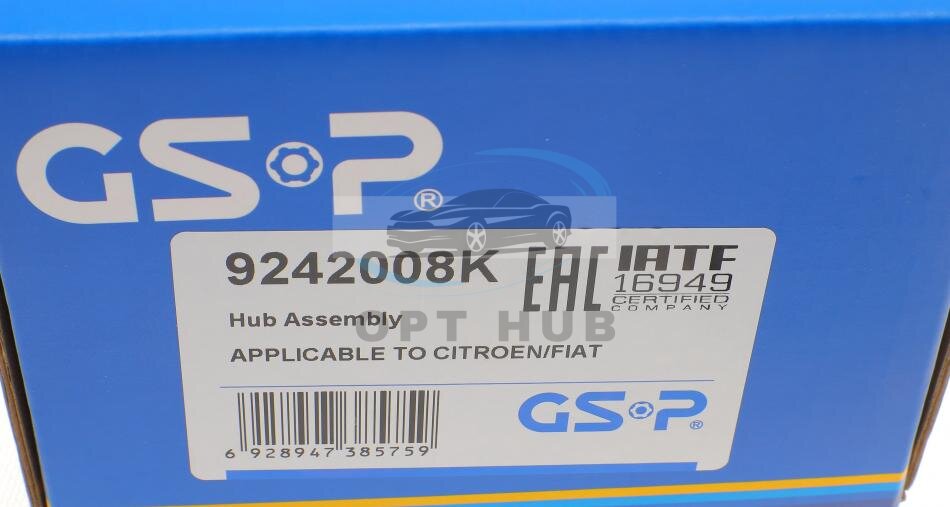 GSP®
9242008K
EAC
IATF
16949
CERTIFIED
COMPANY
Hub Assembly
OPT HUB
APPLICABLE TO CITROEN/FIAT
6 928947 385759
GSP®